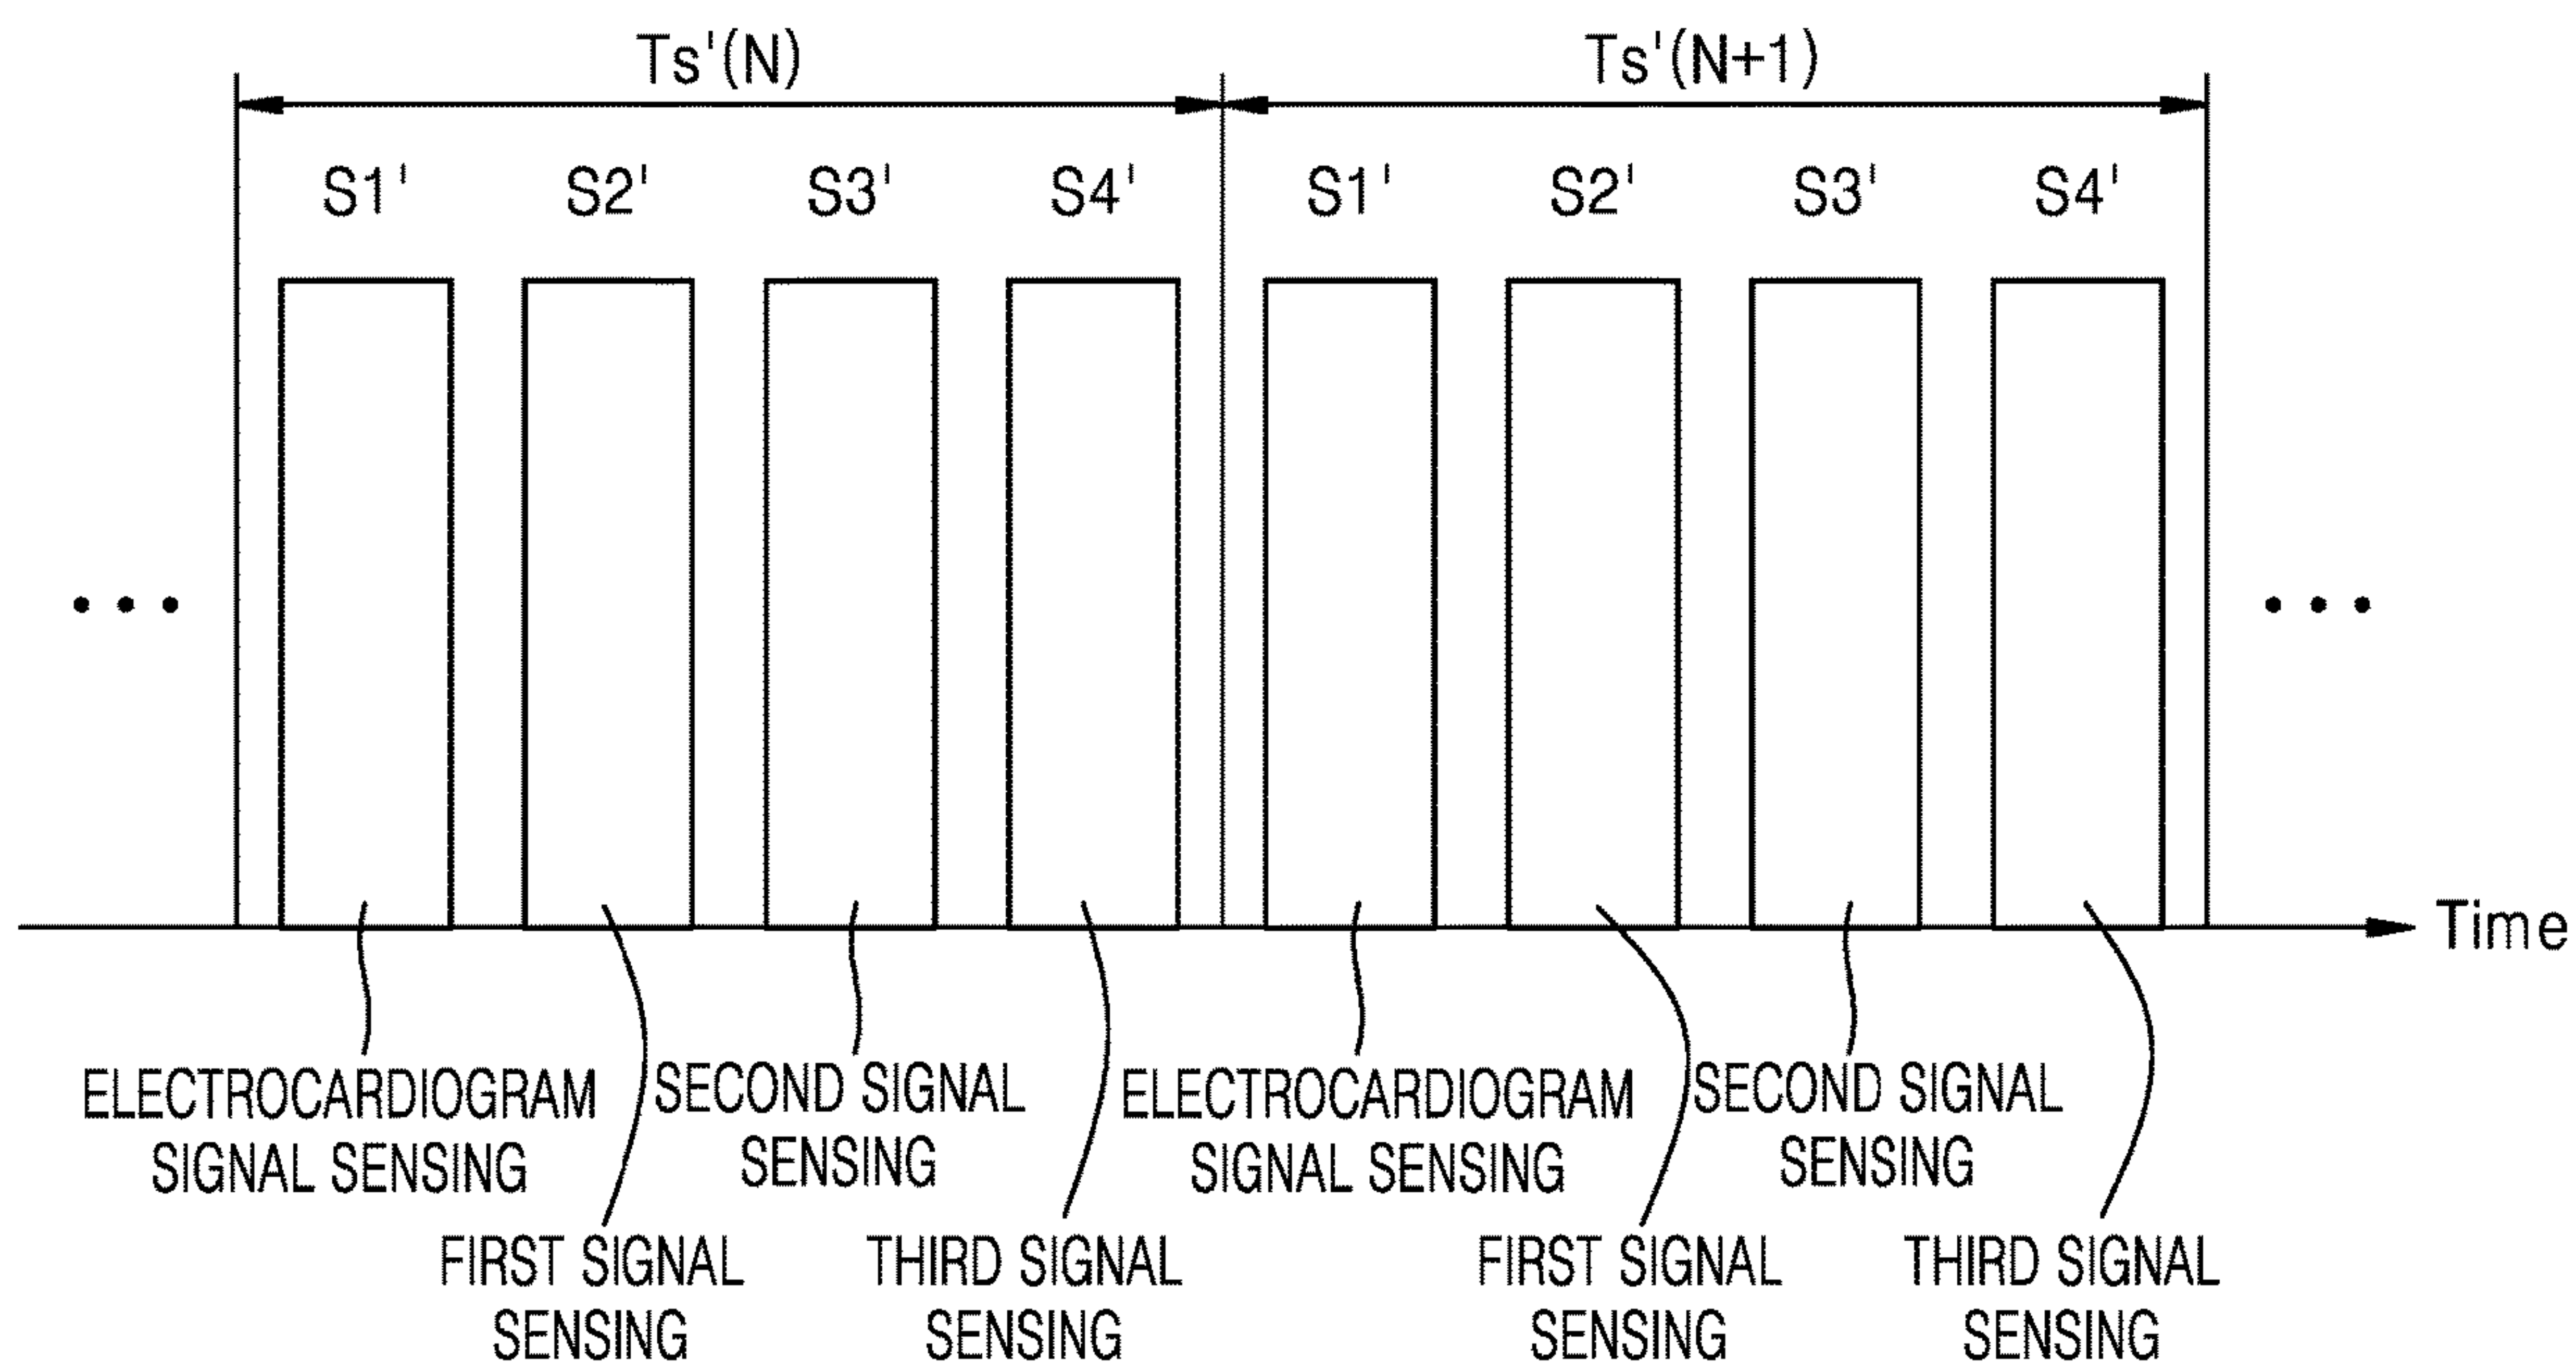 Ts'(N)
Ts'(N+1)
S1' S2' S3' S4' S1' S2' S3' S4'
• • •
• • •
Time
ELECTROCARDIOGRAM
SIGNAL SENSING
SECOND SIGNAL
SENSING
ELECTROCARDIOGRAM
SIGNAL SENSING
SECOND SIGNAL
SENSING
FIRST SIGNAL
SENSING
THIRD SIGNAL
SENSING
FIRST SIGNAL
SENSING
THIRD SIGNAL
SENSING